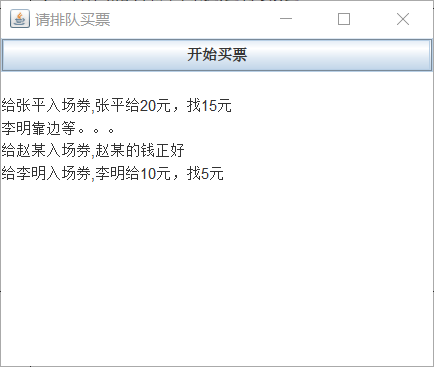 请排队买票
开始买票
给张平入场券,张平给20元，找15元
李明靠边等。。。
给赵某入场券,赵某的钱正好
给李明入场券,李明给10元，找5元